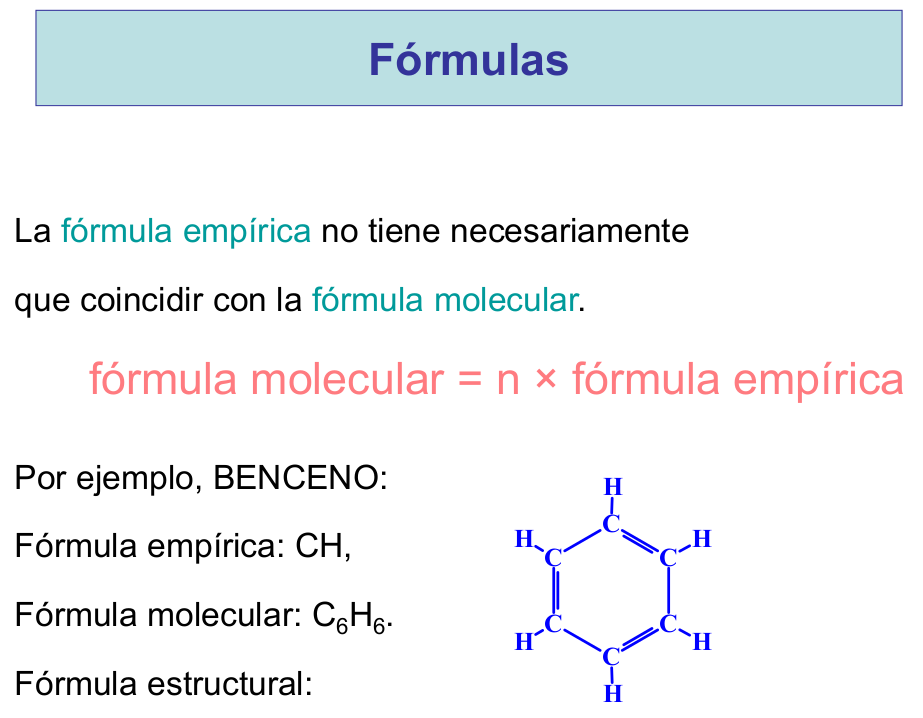 Fórmulas
La fórmula empírica no tiene necesariamente
que coincidir con la fórmula molecular.
fórmula molecular = n × fórmula empírica
Por ejemplo, BENCENO:
Fórmula empírica: CH,
Fórmula molecular: C₆H₆.
Fórmula estructural:
H
C
H C C H
H C C H
C
H